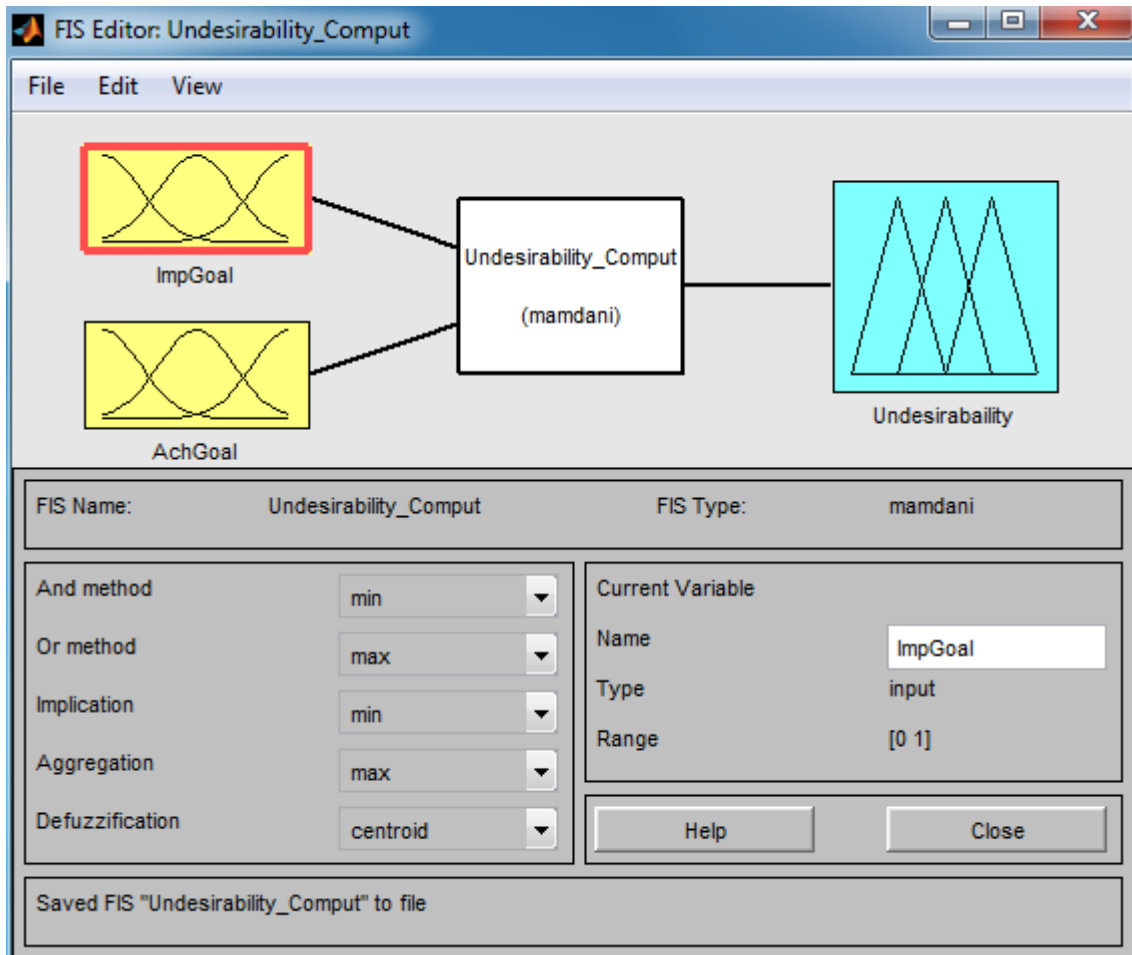 FIS Editor: Undesirability_Comput
File Edit View
ImpGoal
AchGoal
Undesirability_Comput
(mamdani)
Undesirabaility
FIS Name: Undesirability_Comput FIS Type: mamdani
And method min
Or method max
Implication min
Aggregation max
Defuzzification centroid
Current Variable
Name ImpGoal
Type input
Range [0 1]
Help Close
Saved FIS "Undesirability_Comput" to file